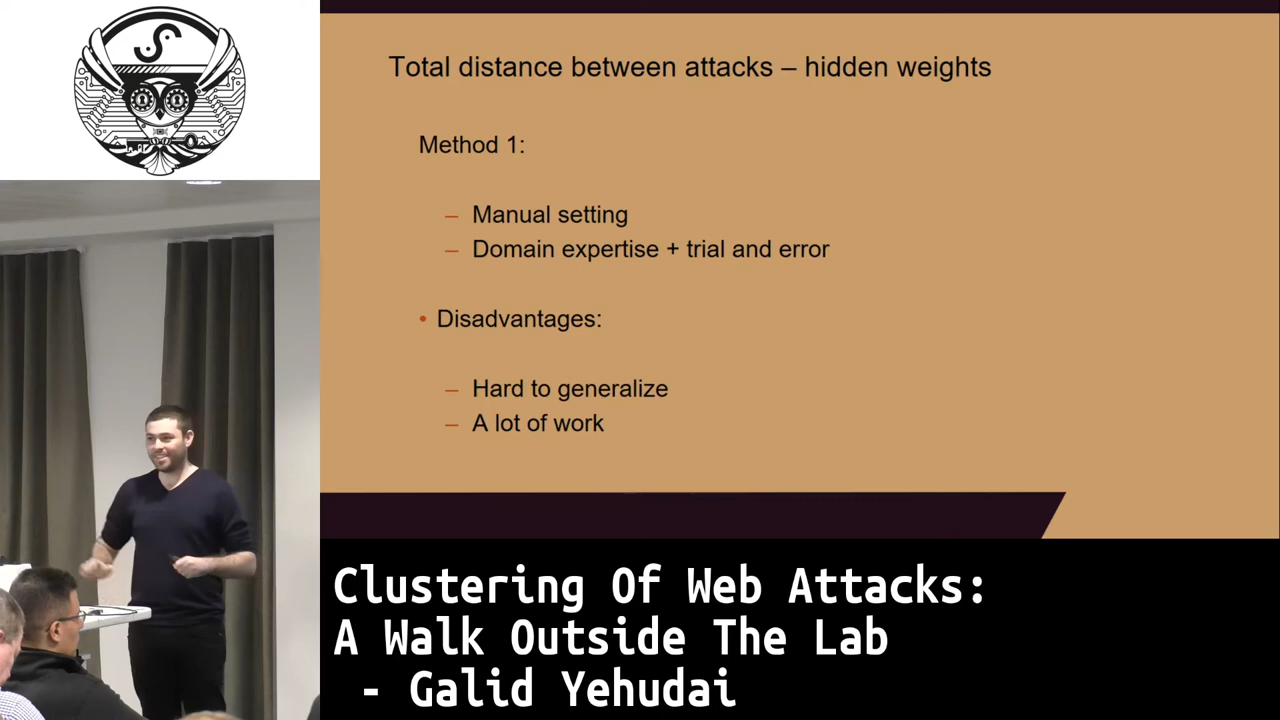 Total distance between attacks – hidden weights
Method 1:
– Manual setting
– Domain expertise + trial and error
• Disadvantages:
– Hard to generalize
– A lot of work
Clustering Of Web Attacks:
A Walk Outside The Lab
- Galid Yehudai